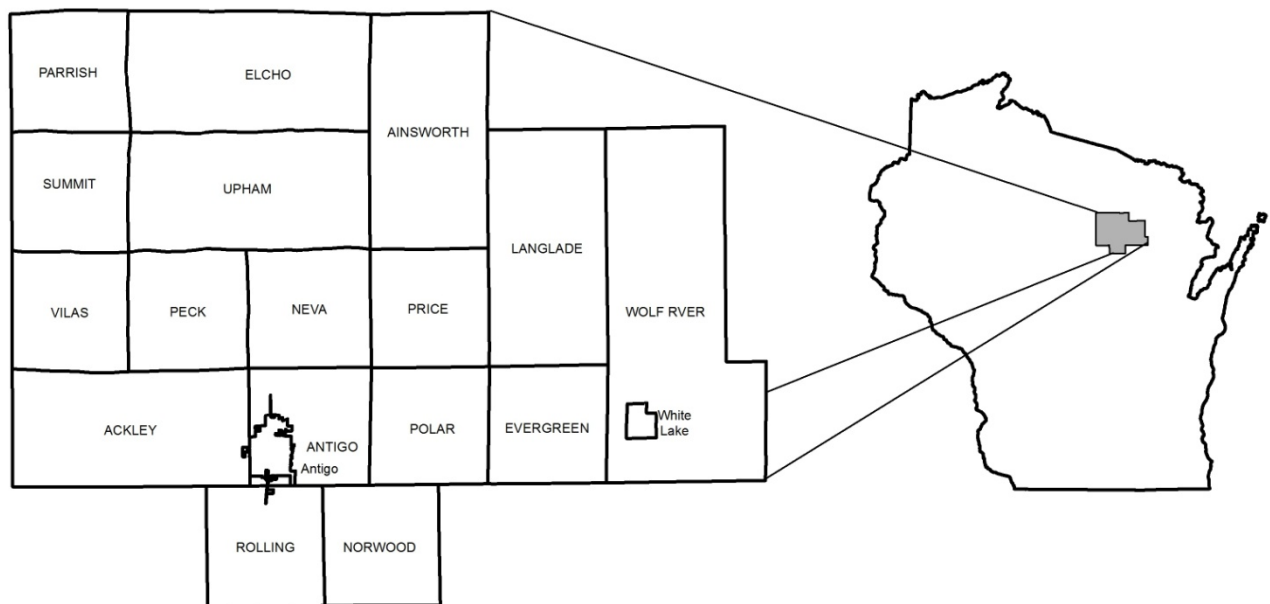 PARRISH
ELCHO
AINSWORTH
SUMMIT
UPHAM
LANGLADE
VILAS
PECK
NEVA
PRICE
WOLF RVER
ACKLEY
ANTIGO
Antigo
POLAR
EVERGREEN
White
Lake
ROLLING
NORWOOD